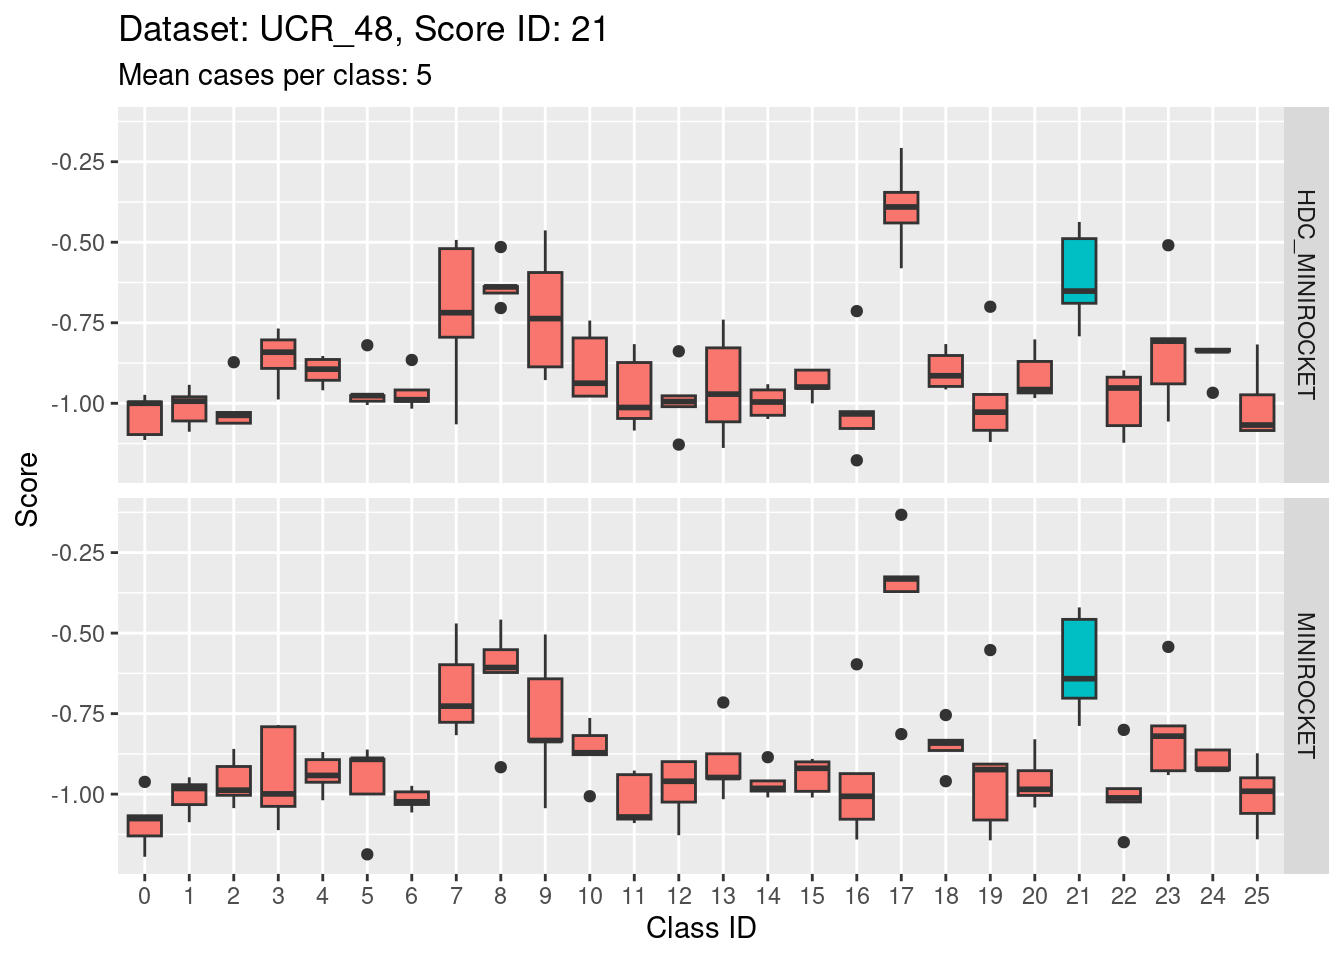 Dataset: UCR_48, Score ID: 21
Mean cases per class: 5
-0.25
-0.50
-0.75
-1.00
HDC_MINIROCKET
Score
-0.25
-0.50
-0.75
-1.00
MINIROCKET
0 1 2 3 4 5 6 7 8 9 10 11 12 13 14 15 16 17 18 19 20 21 22 23 24 25
Class ID